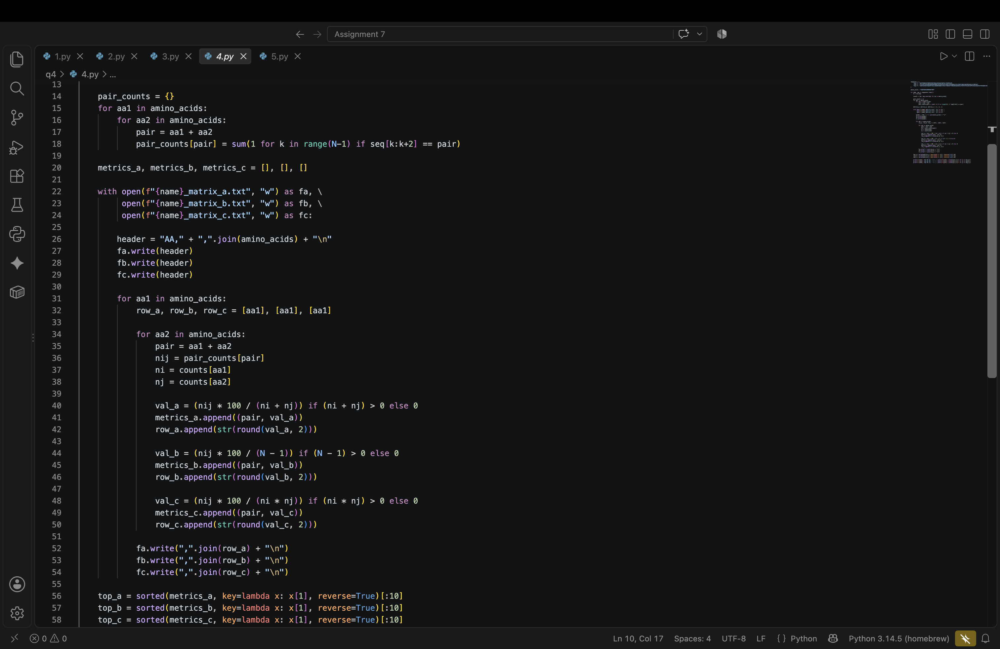 Assignment 7
1.py
2.py
3.py
4.py
5.py
q4 > 4.py > ...
13
14 pair_counts = {}
15 for aa1 in amino_acids:
16 for aa2 in amino_acids:
17 pair = aa1 + aa2
18 pair_counts[pair] = sum(1 for k in range(N-1) if seq[k:k+2] == pair)
19
20 metrics_a, metrics_b, metrics_c = [], [], []
21
22 with open(f"{name}_matrix_a.txt", "w") as fa, \
23 open(f"{name}_matrix_b.txt", "w") as fb, \
24 open(f"{name}_matrix_c.txt", "w") as fc:
25
26 header = "AA," + ",".join(amino_acids) + "\n"
27 fa.write(header)
28 fb.write(header)
29 fc.write(header)
30
31 for aa1 in amino_acids:
32 row_a, row_b, row_c = [aa1], [aa1], [aa1]
33
34 for aa2 in amino_acids:
35 pair = aa1 + aa2
36 nij = pair_counts[pair]
37 ni = counts[aa1]
38 nj = counts[aa2]
39
40 val_a = (nij * 100 / (ni + nj)) if (ni + nj) > 0 else 0
41 metrics_a.append((pair, val_a))
42 row_a.append(str(round(val_a, 2)))
43
44 val_b = (nij * 100 / (N - 1)) if (N - 1) > 0 else 0
45 metrics_b.append((pair, val_b))
46 row_b.append(str(round(val_b, 2)))
47
48 val_c = (nij * 100 / (ni * nj)) if (ni * nj) > 0 else 0
49 metrics_c.append((pair, val_c))
50 row_c.append(str(round(val_c, 2)))
51
52 fa.write(",".join(row_a) + "\n")
53 fb.write(",".join(row_b) + "\n")
54 fc.write(",".join(row_c) + "\n")
55
56 top_a = sorted(metrics_a, key=lambda x: x[1], reverse=True)[:10]
57 top_b = sorted(metrics_b, key=lambda x: x[1], reverse=True)[:10]
58 top_c = sorted(metrics_c, key=lambda x: x[1], reverse=True)[:10]
0 0 Ln 10, Col 17 Spaces: 4 UTF-8 LF {} Python Python 3.14.5 (homebrew)